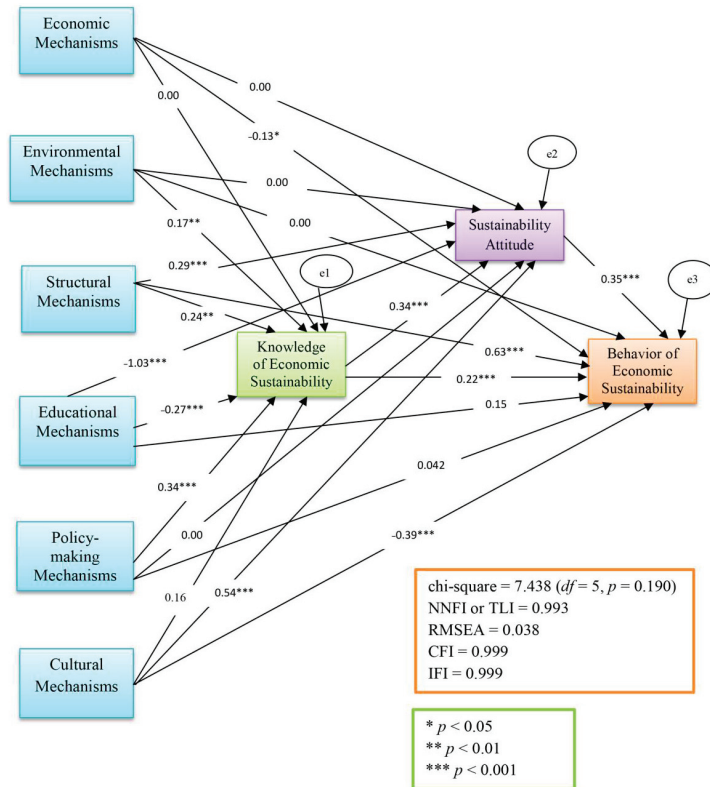 Economic
Mechanisms
0.00
0.00
-0.13*
Environmental
Mechanisms
e2
0.00
0.00
0.17**
Sustainability
Attitude
Structural
Mechanisms
0.29***
e1
0.35***
e3
0.24**
0.34***
Knowledge
of Economic
Sustainability
0.63***
Behavior of
Economic
Sustainability
-1.03***
0.22***
Educational
Mechanisms
-0.27***
0.15
0.34***
0.042
Policy-
making
Mechanisms
0.00
-0.39***
0.16
0.54***
Cultural
Mechanisms
chi-square = 7.438 (df = 5, p = 0.190)
NNFI or TLI = 0.993
RMSEA = 0.038
CFI = 0.999
IFI = 0.999
* p < 0.05
** p < 0.01
*** p < 0.001